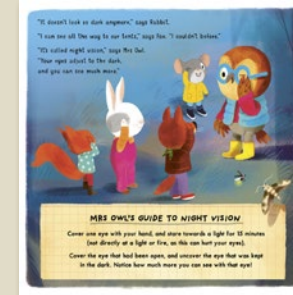 "It doesn't look so dark anymore," says Rabbit.
"I can see all the way to our tents," says Fox. "I couldn't before."
"It's called night vision," says Mrs Owl.
"Your eyes adjust to the dark,
and you can see much more."
MRS OWL'S GUIDE TO NIGHT VISION
Cover one eye with your hand, and stare towards a light for 15 minutes
(not directly at a light or fire, as this can hurt your eyes).
Cover the eye that had been open, and uncover the eye that was kept
in the dark. Notice how much more you can see with that eye!